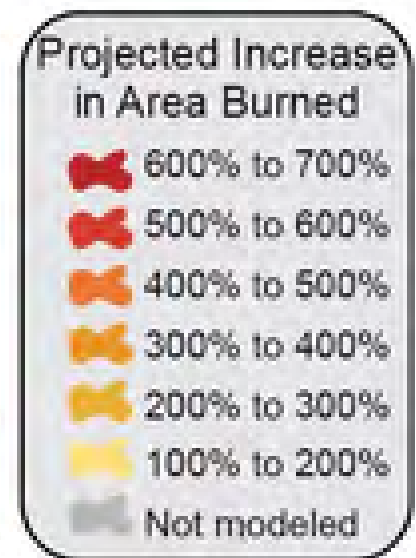 Projected Increase
in Area Burned
600% to 700%
500% to 600%
400% to 500%
300% to 400%
200% to 300%
100% to 200%
Not modeled